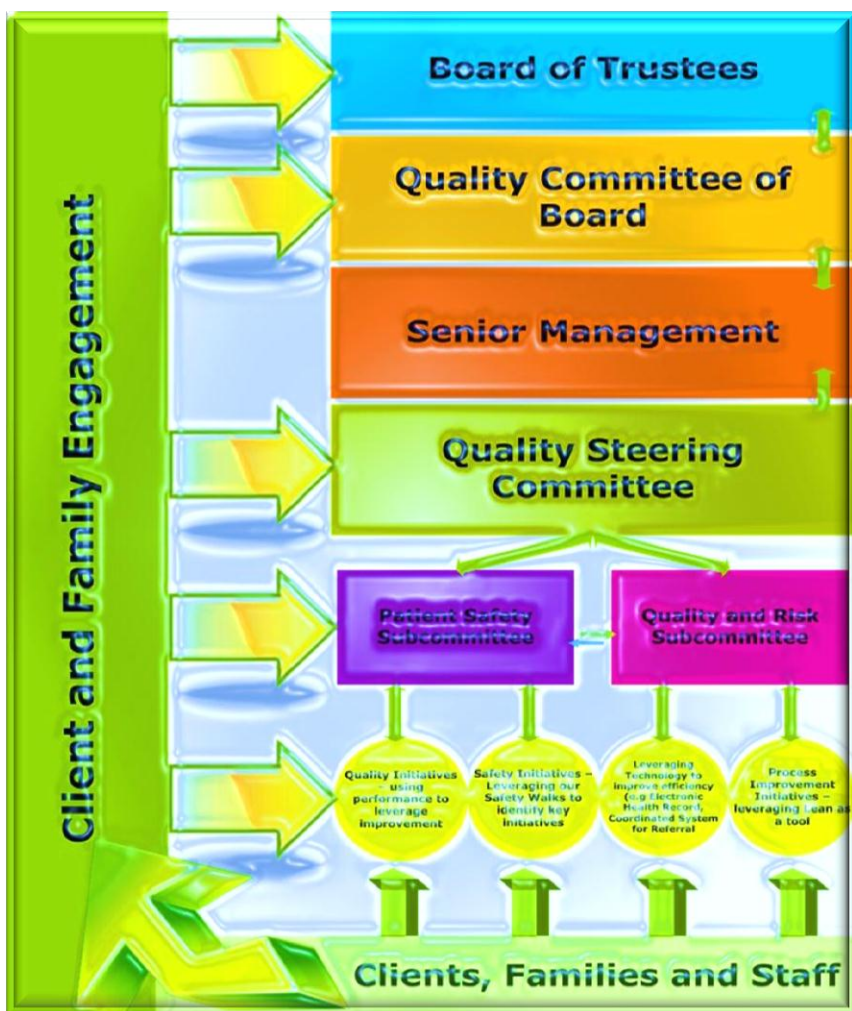 Client and Family Engagement
Board of Trustees
Quality Committee of
Board
Senior Management
Quality Steering
Committee
Patient Safety
Subcommittee
Quality and Risk
Subcommittee
Quality Initiatives
- using
performance to
leverage
improvement
Safety Initiatives –
Leveraging our
Safety Walks to
identify key
initiatives
Leveraging
Technology to
improve efficiency
(e.g Electronic
Health Record,
Coordinated System
for Referral
Process
Improvement
Initiatives –
leveraging Lean as
a tool
Clients, Families and Staff